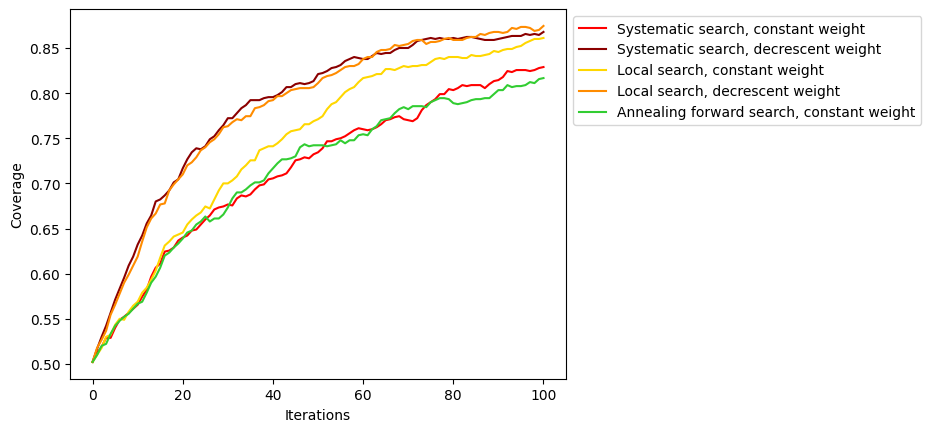 0.85
0.80
0.75
0.70
0.65
0.60
0.55
0.50
Coverage
0
20
40
60
80
100
Iterations
Systematic search, constant weight
Systematic search, decrescent weight
Local search, constant weight
Local search, decrescent weight
Annealing forward search, constant weight